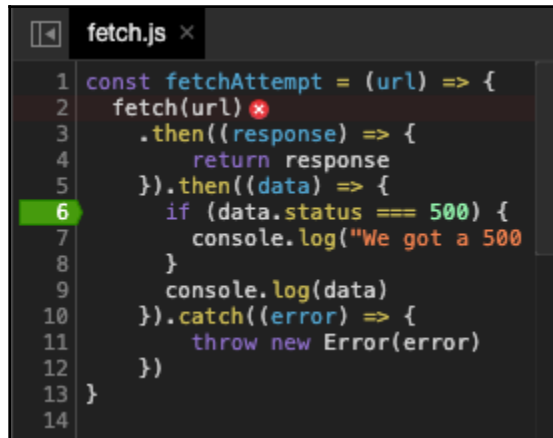 fetch.js ×
1 const fetchAttempt = (url) => {
2   fetch(url)
3     .then((response) => {
4         return response
5     }).then((data) => {
6       if (data.status === 500) {
7         console.log("We got a 500
8       }
9       console.log(data)
10     }).catch((error) => {
11         throw new Error(error)
12     })
13 }
14